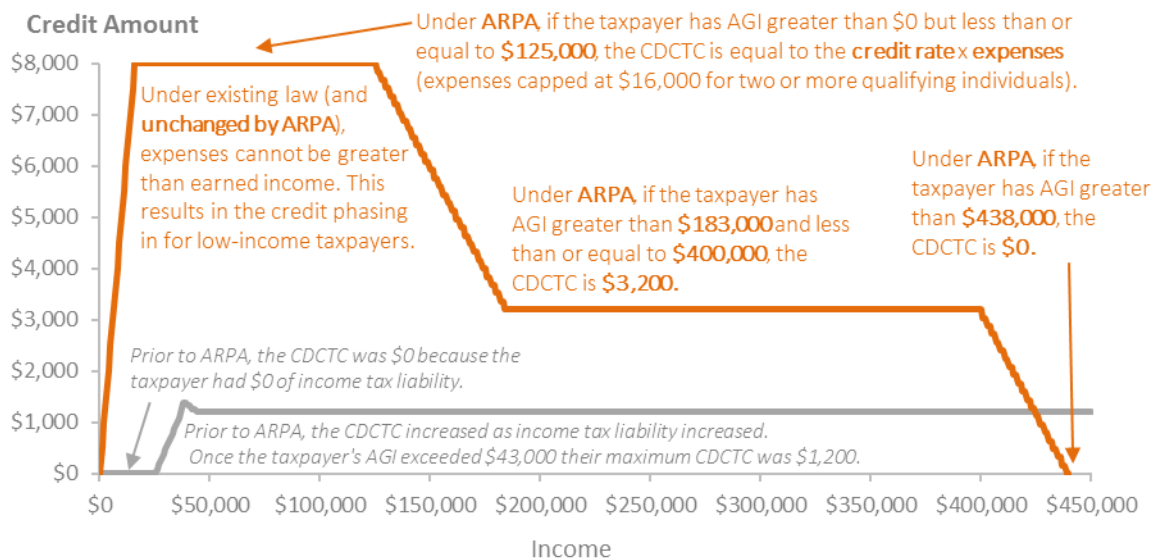 Credit Amount
Under ARPA, if the taxpayer has AGI greater than $0 but less than or
equal to $125,000, the CDCTC is equal to the credit rate x expenses
(expenses capped at $16,000 for two or more qualifying individuals).
$8,000
$7,000
$6,000
$5,000
$4,000
$3,000
$2,000
$1,000
$0
Under existing law (and
unchanged by ARPA),
expenses cannot be greater
than earned income. This
results in the credit phasing
in for low-income taxpayers.
Under ARPA, if the taxpayer has
AGI greater than $183,000 and less
than or equal to $400,000, the
CDCTC is $3,200.
Under ARPA, if the
taxpayer has AGI greater
than $438,000, the
CDCTC is $0.
Prior to ARPA, the CDCTC was $0 because the
taxpayer had $0 of income tax liability.
Prior to ARPA, the CDCTC increased as income tax liability increased.
Once the taxpayer's AGI exceeded $43,000 their maximum CDCTC was $1,200.
$0 $50,000 $100,000 $150,000 $200,000 $250,000 $300,000 $350,000 $400,000 $450,000
Income